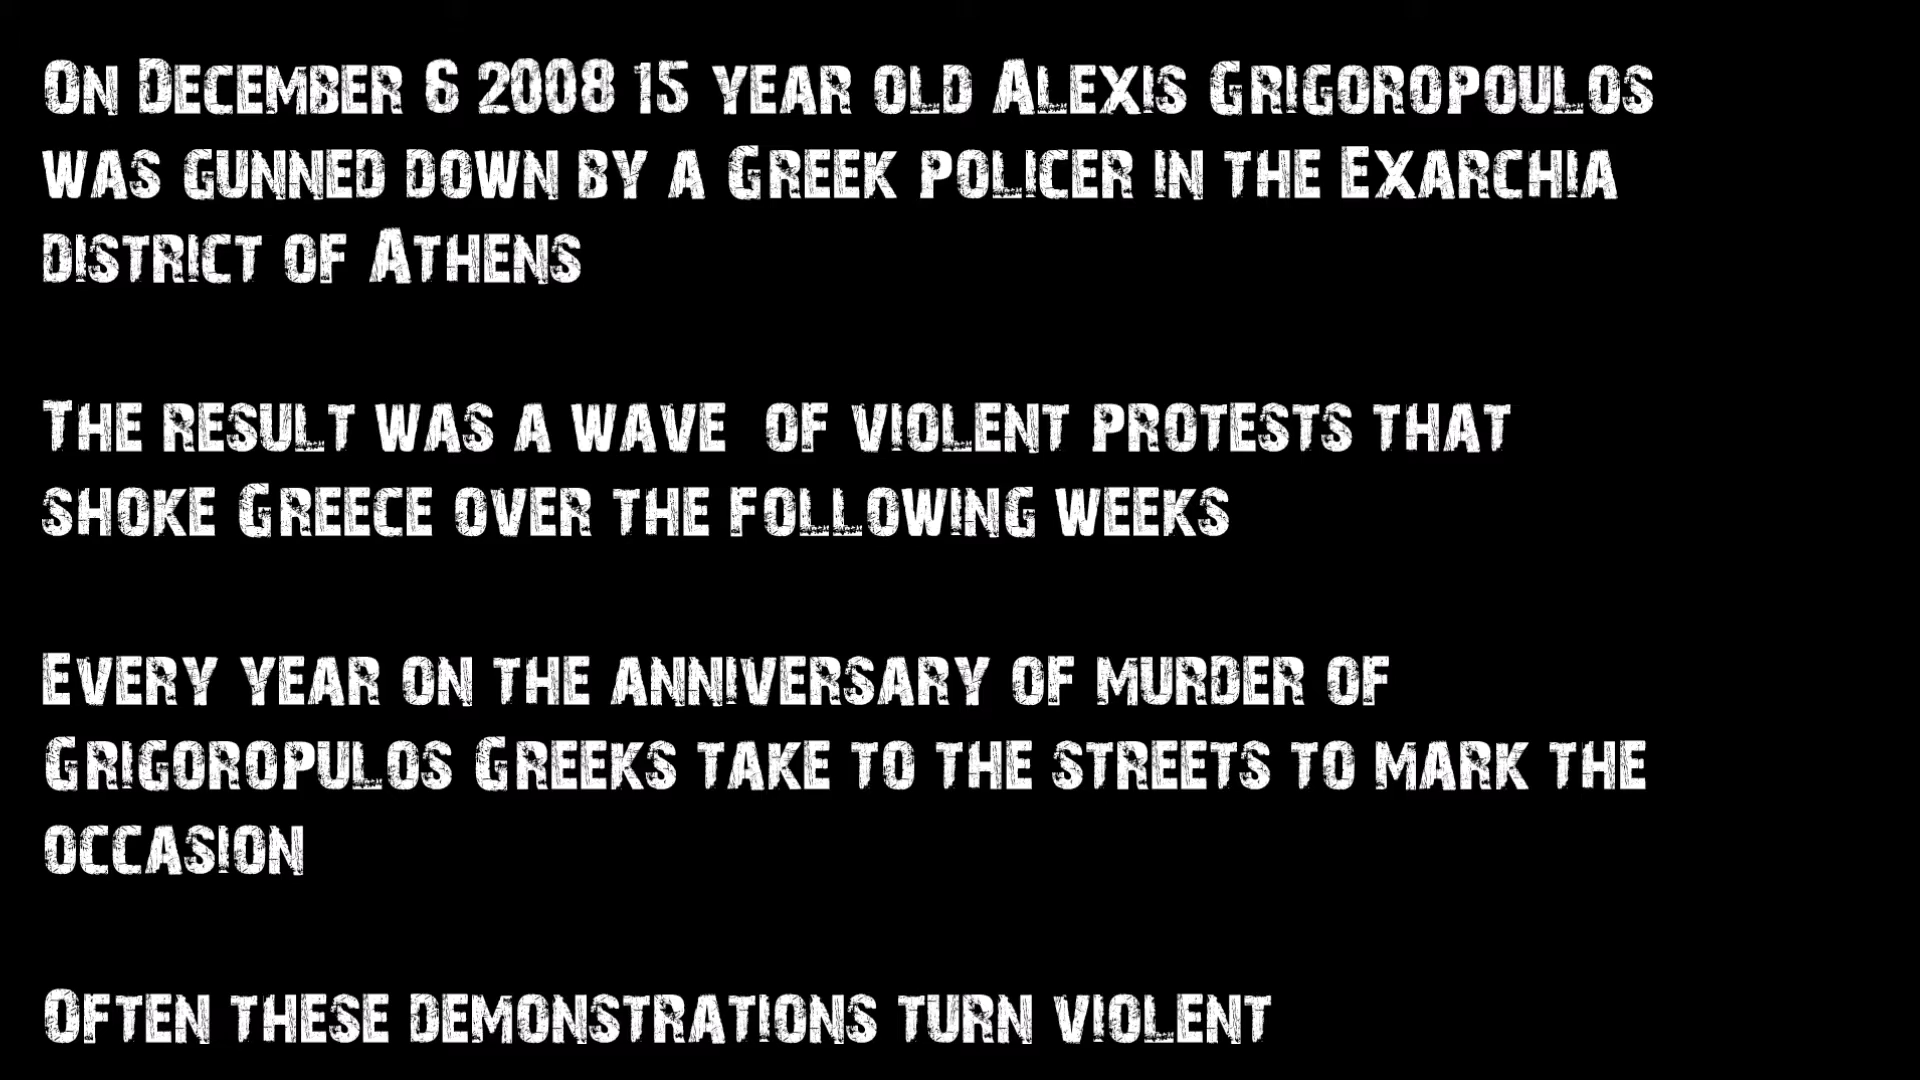 On December 6 2008 15 year old Alexis Grigoropoulos
was gunned down by a Greek policer in the Exarchia
district of Athens
The result was a wave of violent protests that
shoke Greece over the following weeks
Every year on the anniversary of murder of
Grigoropulos Greeks take to the streets to mark the
occasion
Often these demonstrations turn violent